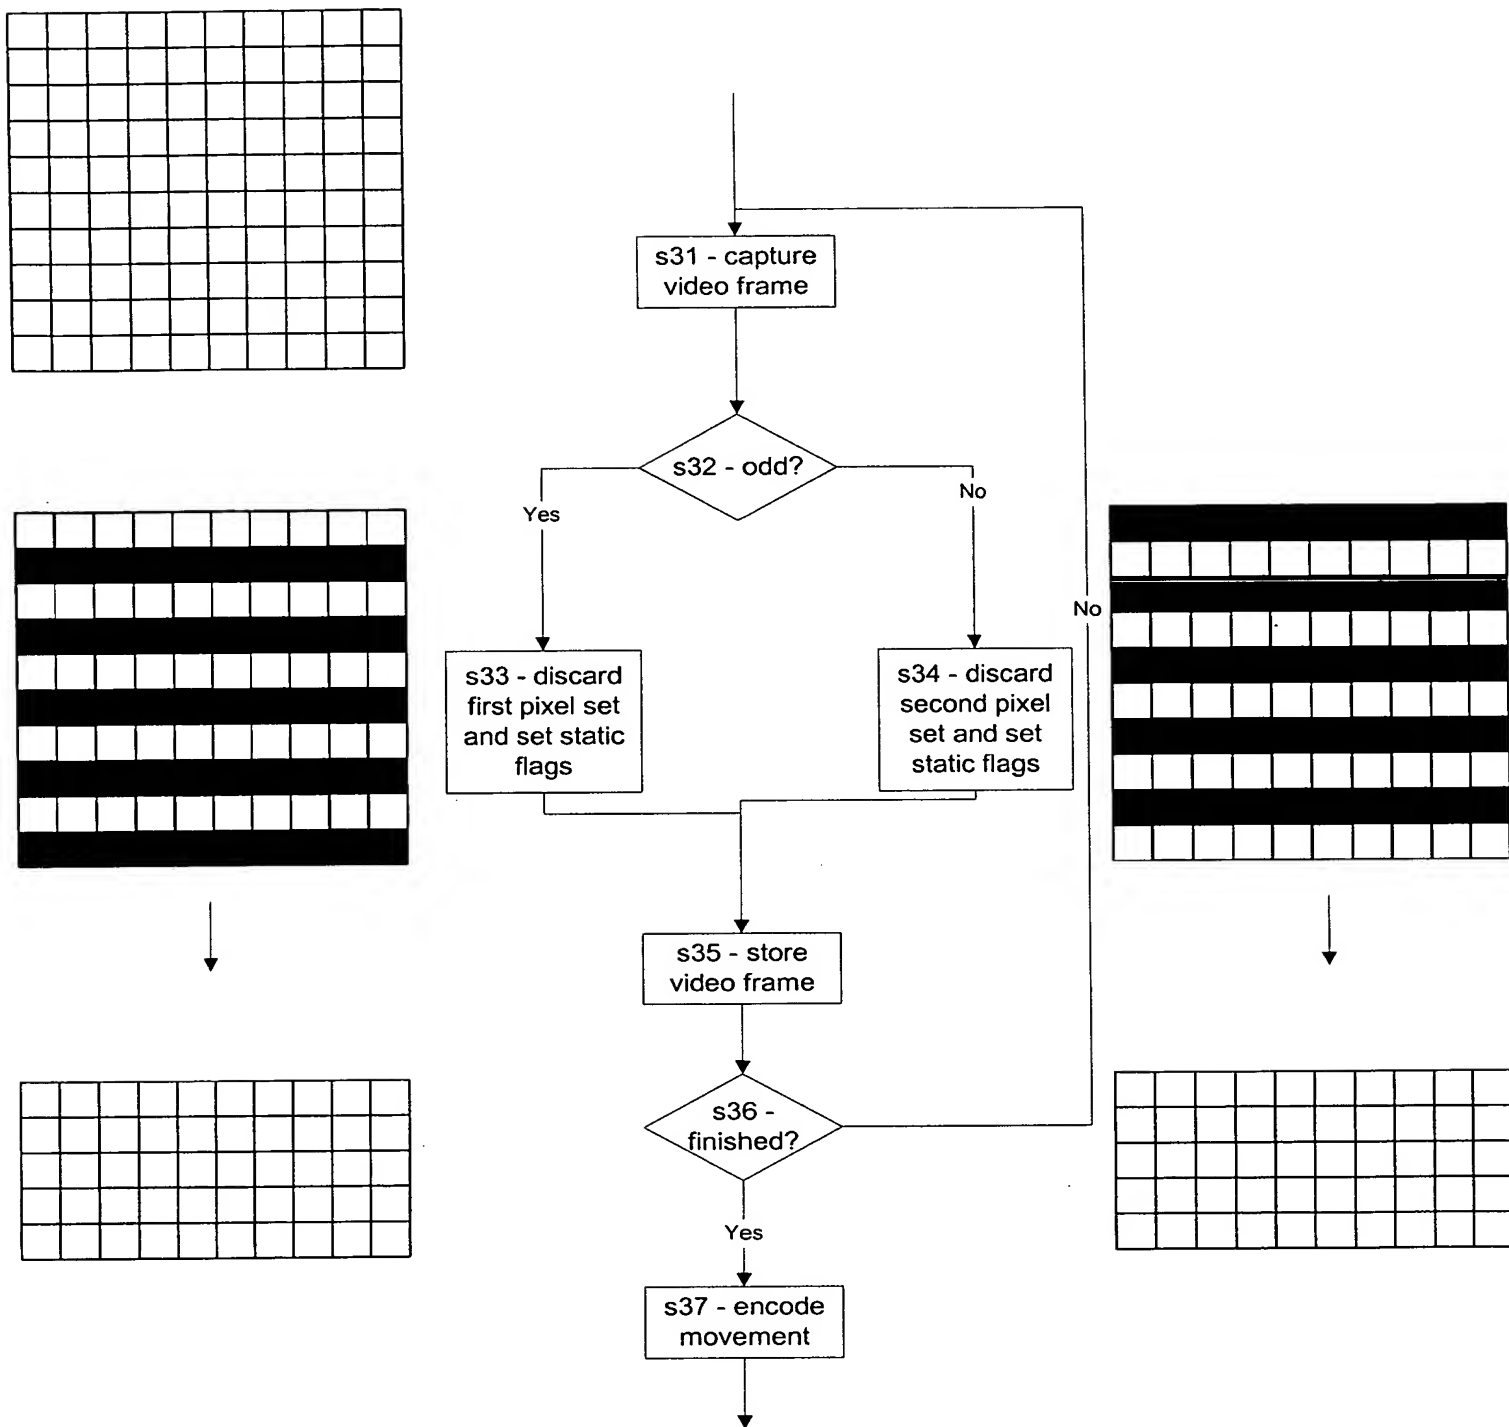 s31 - capture
video frame
s32 - odd?
Yes
No
No
s33 - discard
first pixel set
and set static
flags
s34 - discard
second pixel
set and set
static flags
s35 - store
video frame
s36 -
finished?
Yes
s37 - encode
movement